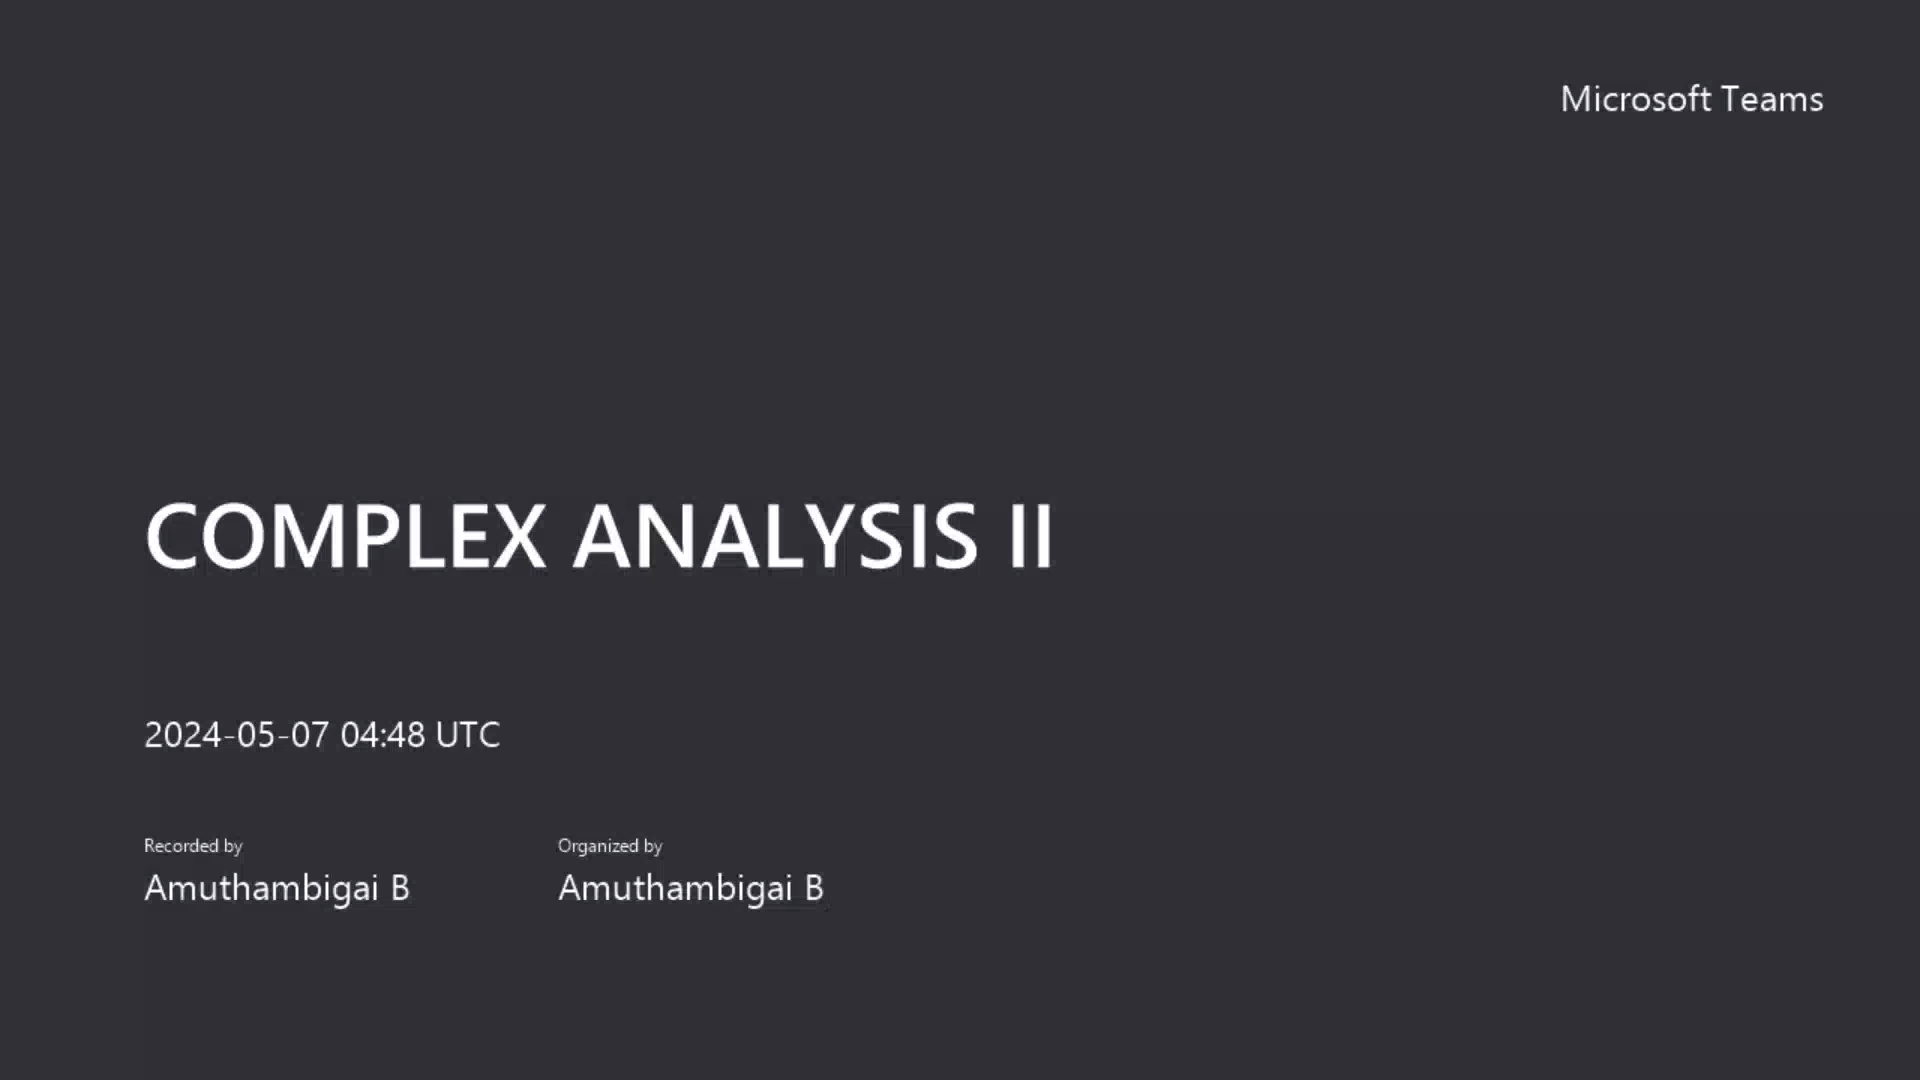 Microsoft Teams
COMPLEX ANALYSIS II
2024-05-07 04:48 UTC
Recorded by
Amuthambigai B
Organized by
Amuthambigai B